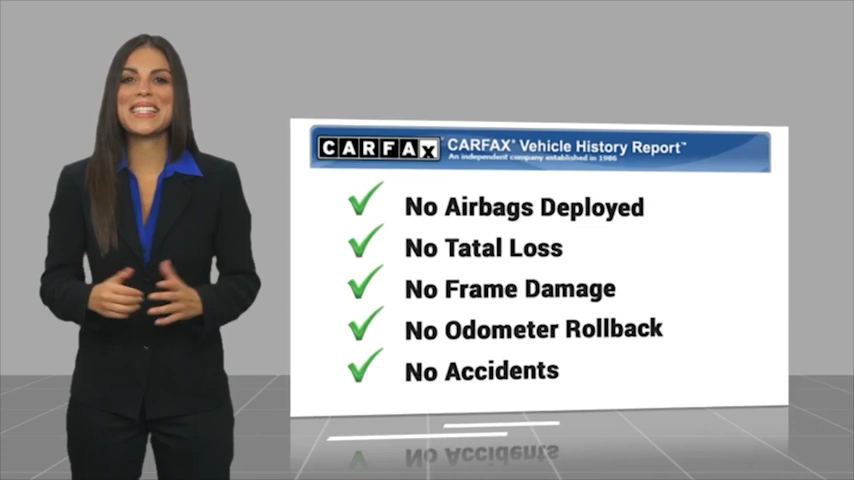 CARFAX CARFAX® Vehicle History Report™
An independent company established in 1986
No Airbags Deployed
No Tatal Loss
No Frame Damage
No Odometer Rollback
No Accidents
No Accidents